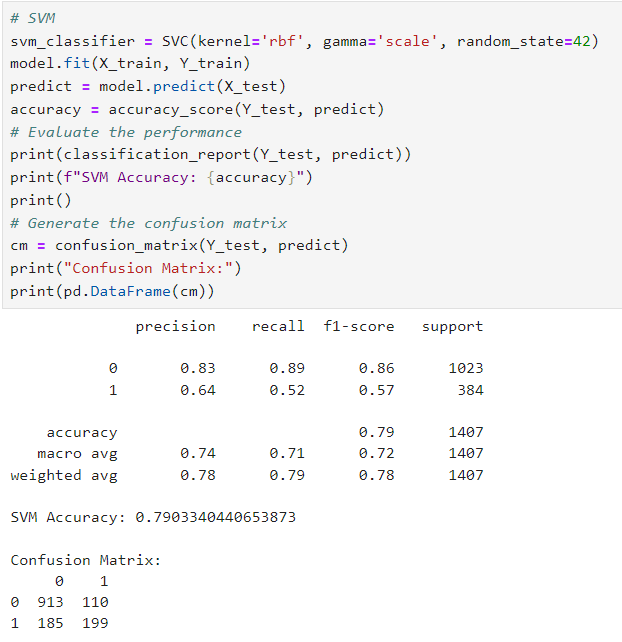 # SVM
svm_classifier = SVC(kernel='rbf', gamma='scale', random_state=42)
model.fit(X_train, Y_train)
predict = model.predict(X_test)
accuracy = accuracy_score(Y_test, predict)
# Evaluate the performance
print(classification_report(Y_test, predict))
print(f"SVM Accuracy: {accuracy}")
print()
# Generate the confusion matrix
cm = confusion_matrix(Y_test, predict)
print("Confusion Matrix:")
print(pd.DataFrame(cm))
precision recall f1-score support
0 0.83 0.89 0.86 1023
1 0.64 0.52 0.57 384
accuracy 0.79 1407
macro avg 0.74 0.71 0.72 1407
weighted avg 0.78 0.79 0.78 1407
SVM Accuracy: 0.7903340440653873
Confusion Matrix:
0 1
0 913 110
1 185 199